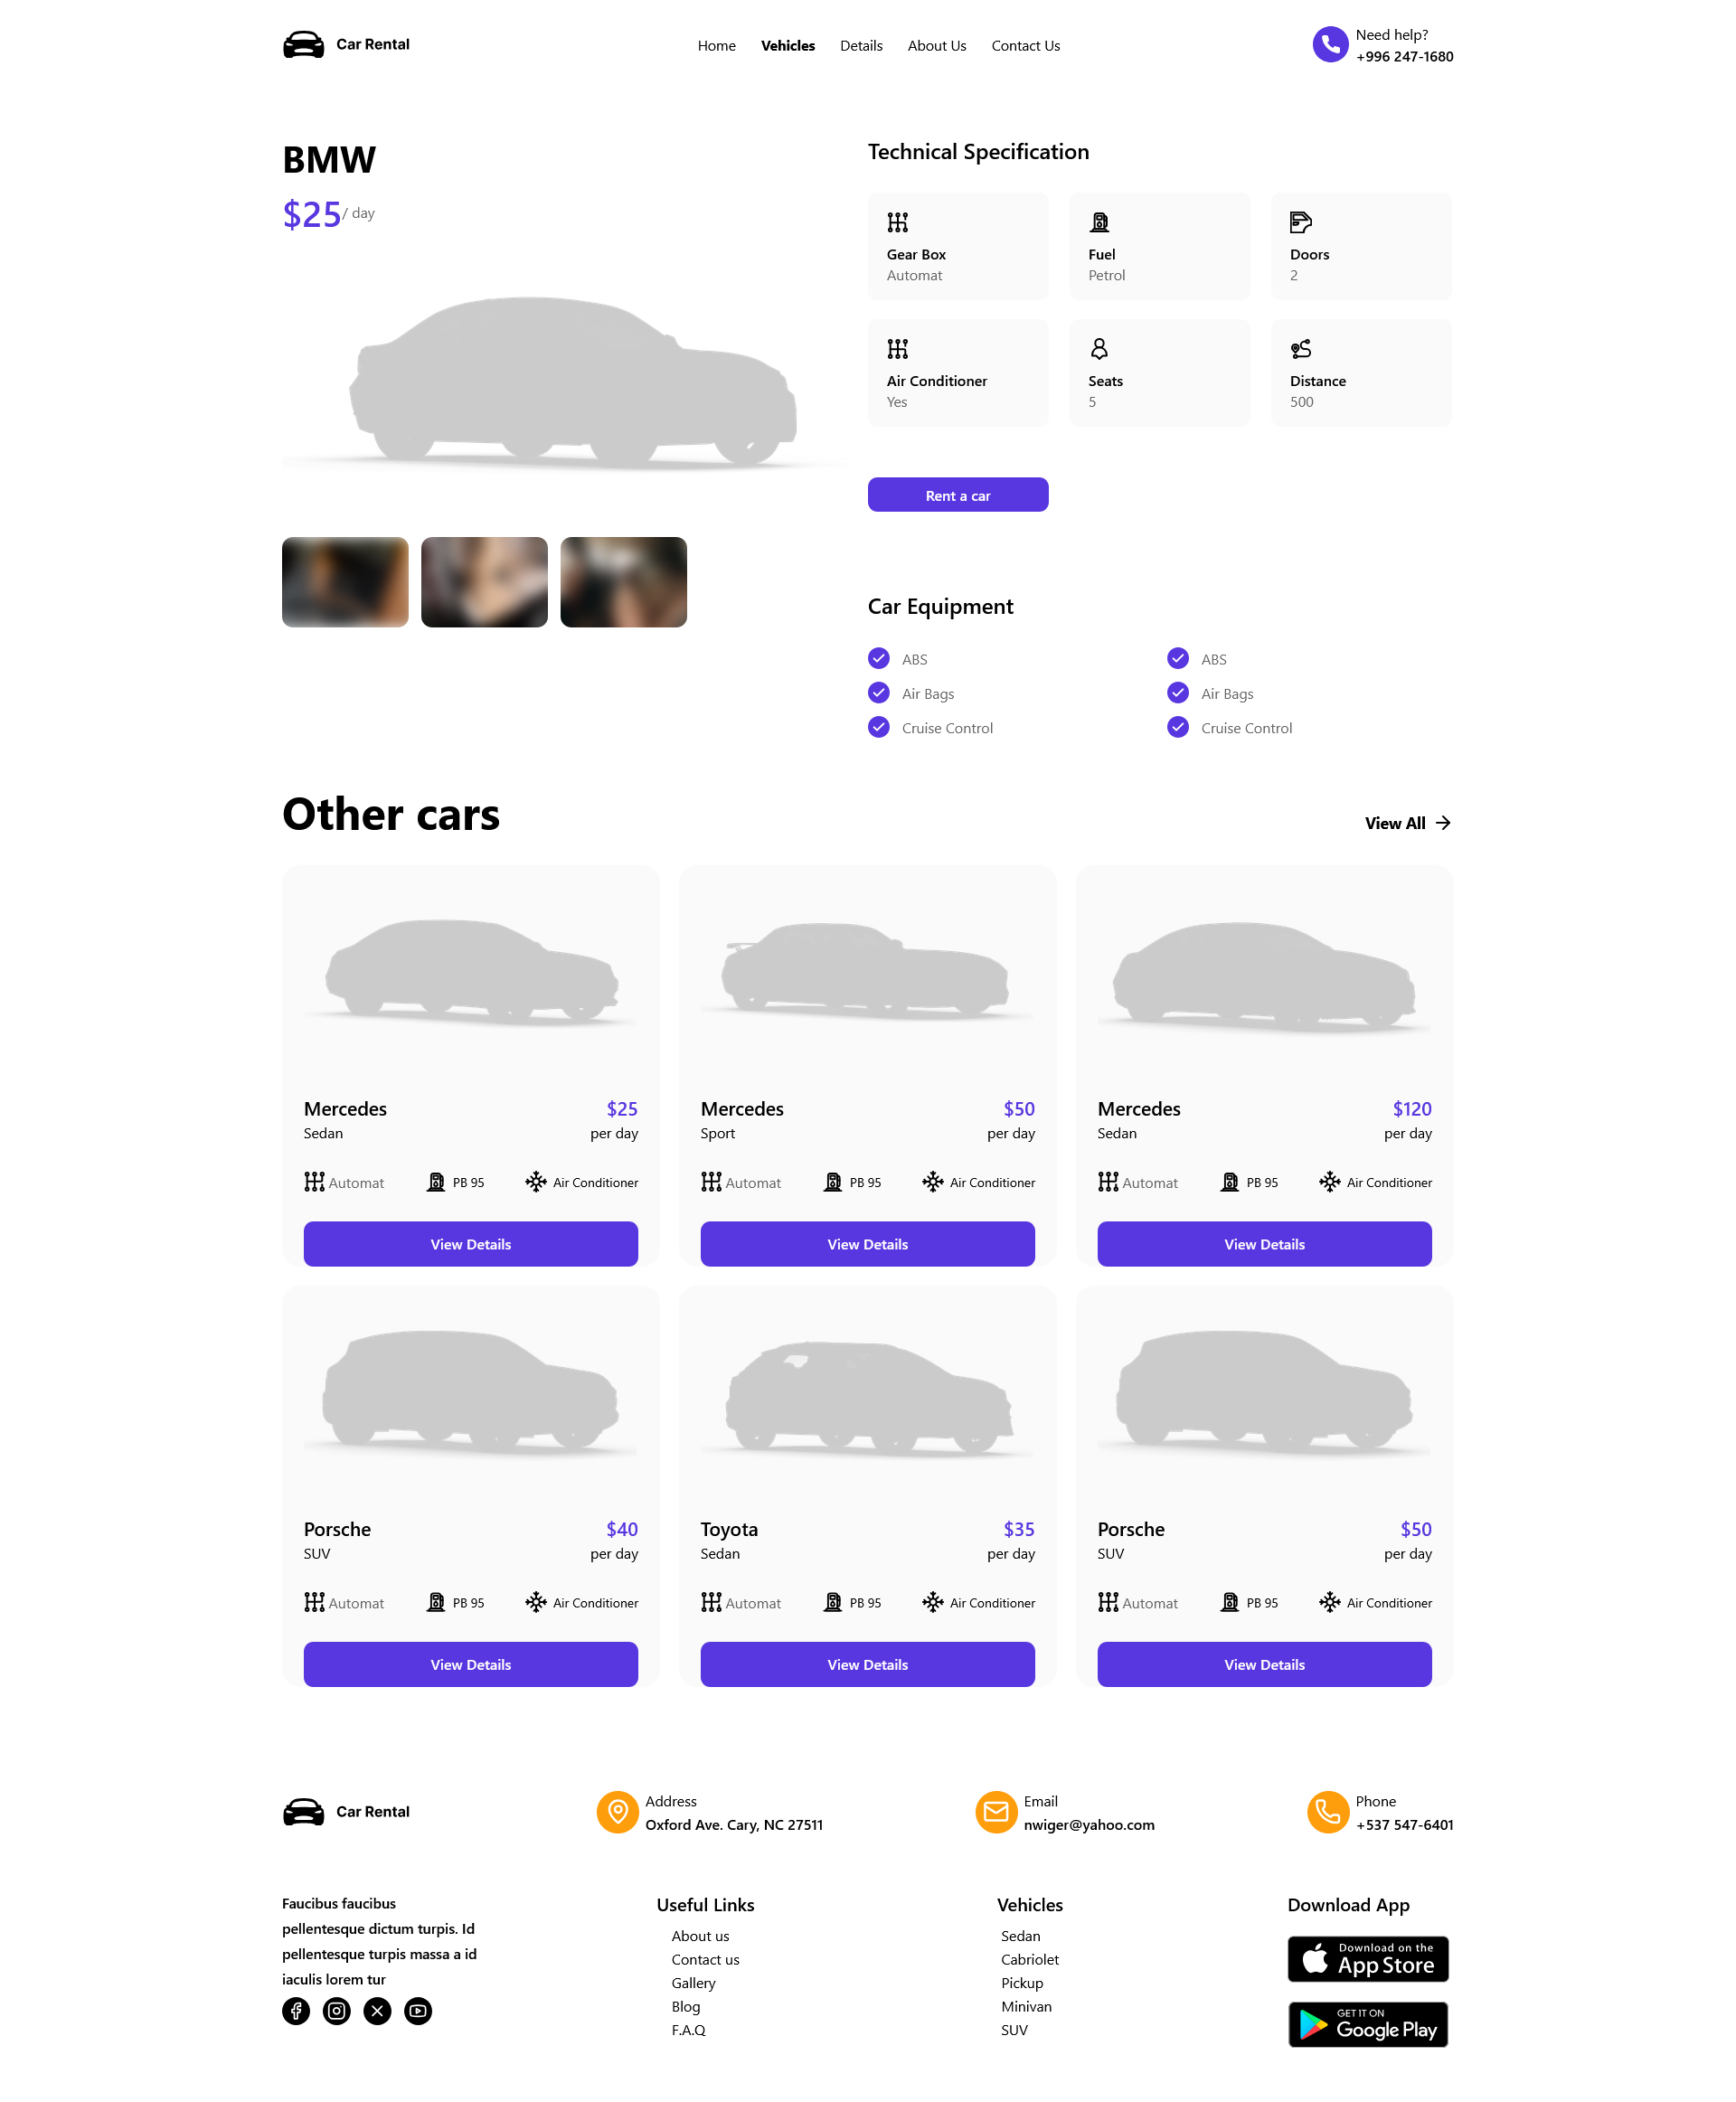 Car Rental
Home Vehicles Details About Us Contact Us
Need help?
+996 247-1680
BMW
$25/ day
Technical Specification
Gear Box
Automat
Fuel
Petrol
Doors
2
Air Conditioner
Yes
Seats
5
Distance
500
Rent a car
Car Equipment
ABS
Air Bags
Cruise Control
ABS
Air Bags
Cruise Control
Other cars
View All
Mercedes $25
Sedan per day
Automat PB 95 Air Conditioner
View Details
Mercedes $50
Sport per day
Automat PB 95 Air Conditioner
View Details
Mercedes $120
Sedan per day
Automat PB 95 Air Conditioner
View Details
Porsche $40
SUV per day
Automat PB 95 Air Conditioner
View Details
Toyota $35
Sedan per day
Automat PB 95 Air Conditioner
View Details
Porsche $50
SUV per day
Automat PB 95 Air Conditioner
View Details
Car Rental
Address
Oxford Ave. Cary, NC 27511
Email
nwiger@yahoo.com
Phone
+537 547-6401
Faucibus faucibus
pellentesque dictum turpis. Id
pellentesque turpis massa a id
iaculis lorem tur
Useful Links
About us
Contact us
Gallery
Blog
F.A.Q
Vehicles
Sedan
Cabriolet
Pickup
Minivan
SUV
Download App
Download on the
App Store
GET IT ON
Google Play